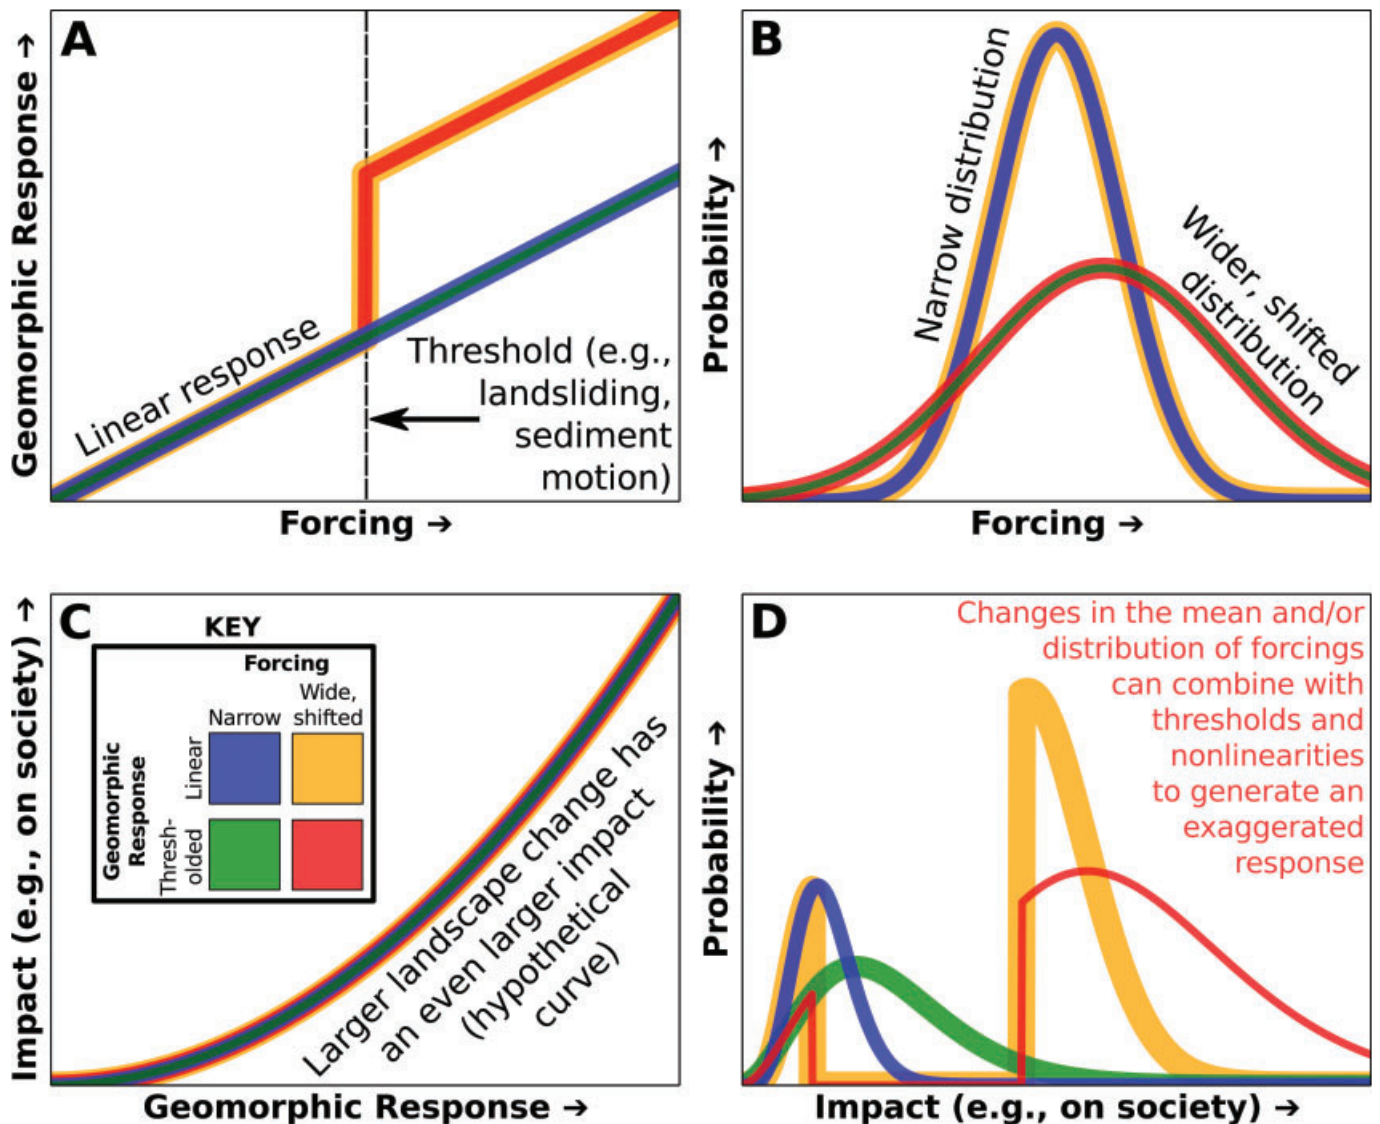 A
Geomorphic Response →
Linear response
Threshold (e.g.,
landsliding,
sediment
motion)
Forcing →
B
Probability →
Narrow distribution
Wider, shifted
distribution
Forcing →
C
Impact (e.g., on society) →
KEY
Forcing
Wide,
shifted
Narrow
Geomorphic
Response
Linear
Thresh-
olded
Larger landscape change has
an even larger impact
(hypothetical
curve)
Geomorphic Response →
D
Probability →
Changes in the mean and/or
distribution of forcings
can combine with
thresholds and
nonlinearities
to generate an
exaggerated
response
Impact (e.g., on society) →